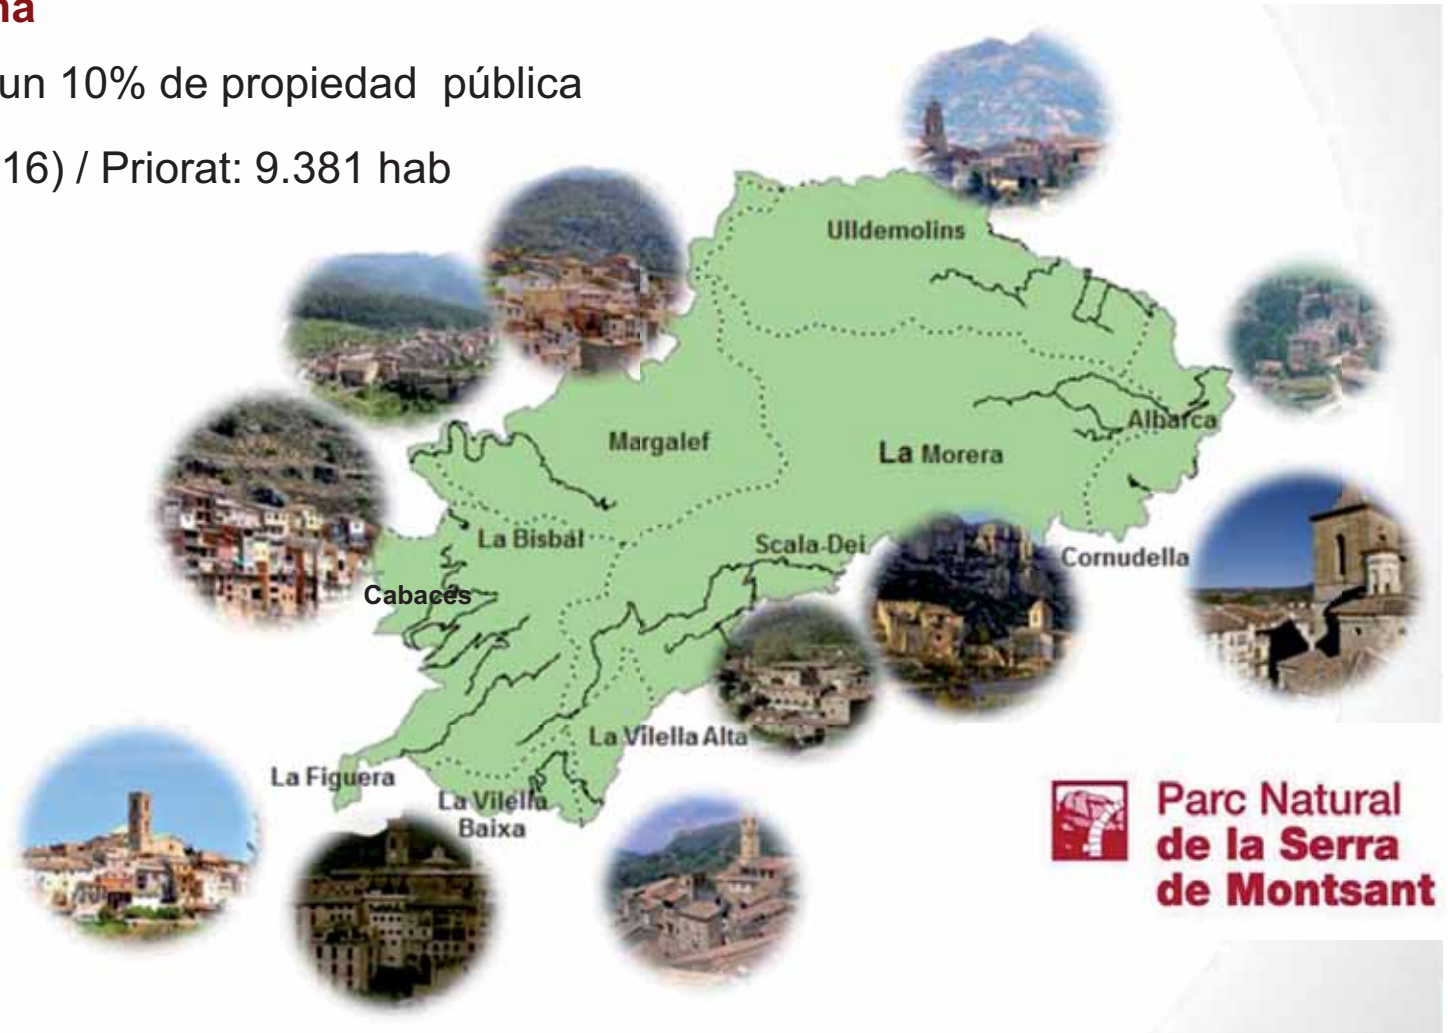 na
un 10% de propiedad pública
16) / Priorat: 9.381 hab
Ulldemolins
Albarca
Margalef
La Morera
La Bisbal
Scala-Dei
Cornudella
Cabacés
La Vilella Alta
La Figuera
La Vilella
Baixa
Parc Natural
de la Serra
de Montsant